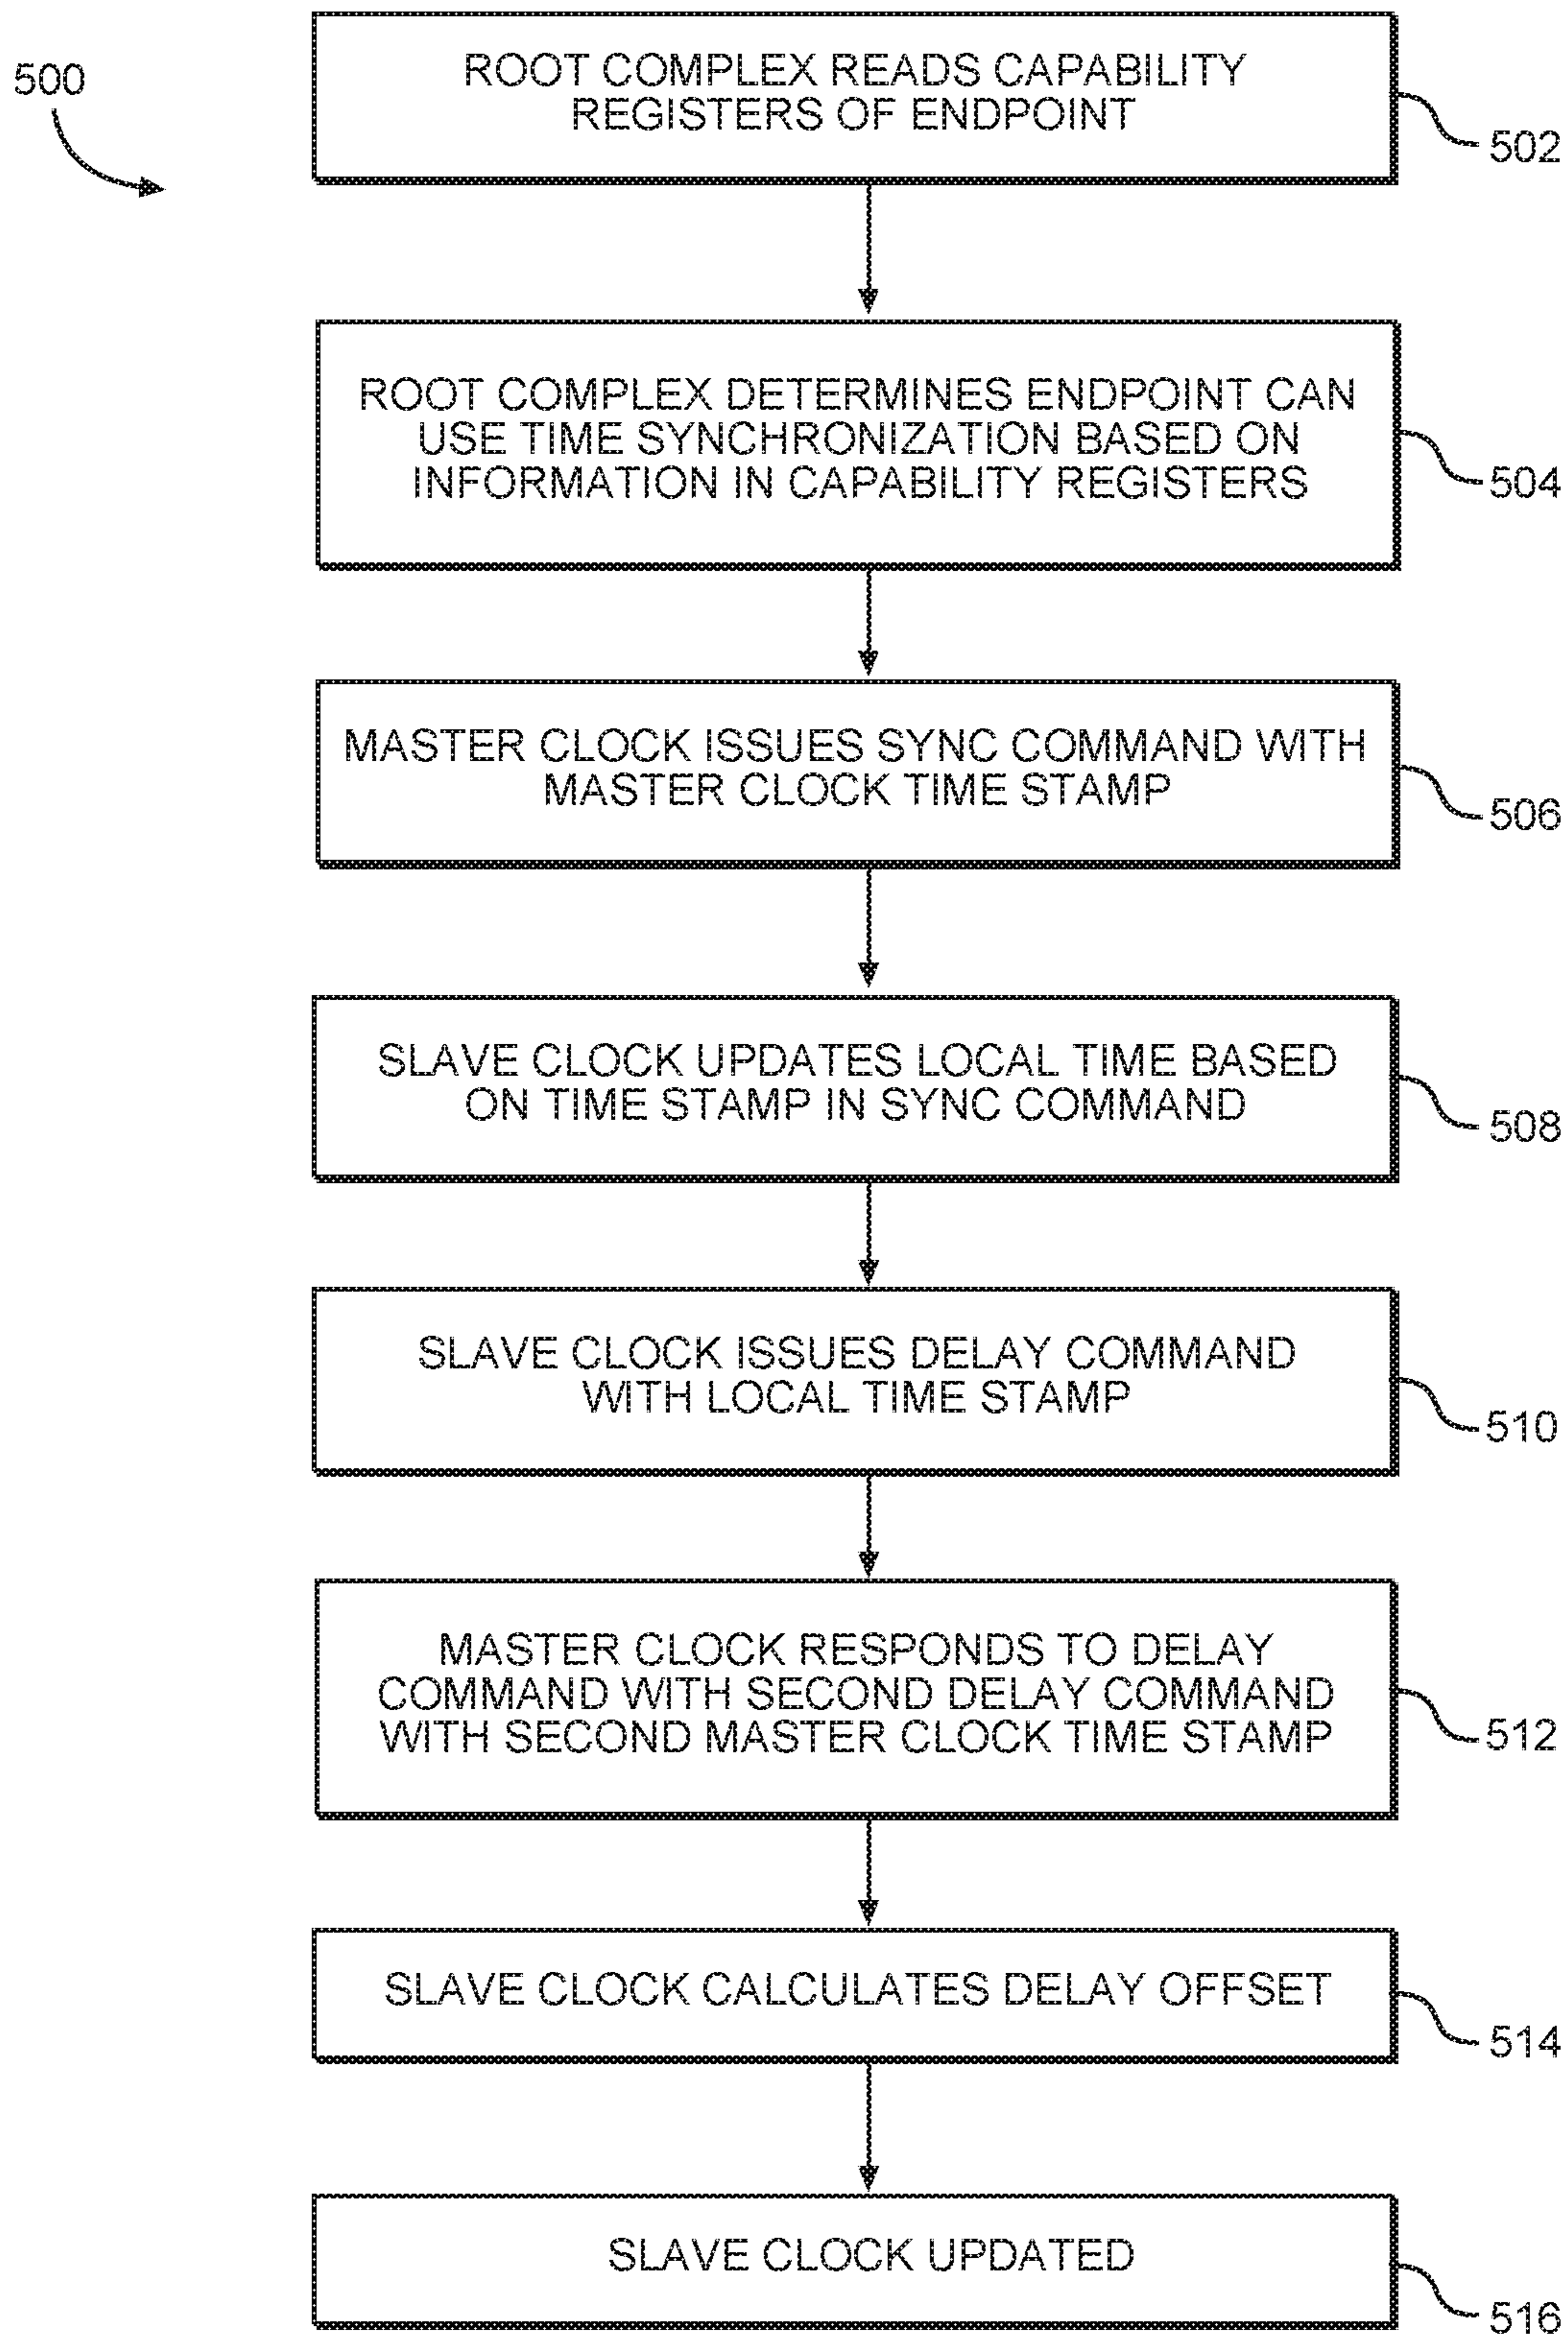 500
ROOT COMPLEX READS CAPABILITY
REGISTERS OF ENDPOINT
502
ROOT COMPLEX DETERMINES ENDPOINT CAN
USE TIME SYNCHRONIZATION BASED ON
INFORMATION IN CAPABILITY REGISTERS
504
MASTER CLOCK ISSUES SYNC COMMAND WITH
MASTER CLOCK TIME STAMP
506
SLAVE CLOCK UPDATES LOCAL TIME BASED
ON TIME STAMP IN SYNC COMMAND
508
SLAVE CLOCK ISSUES DELAY COMMAND
WITH LOCAL TIME STAMP
510
MASTER CLOCK RESPONDS TO DELAY
COMMAND WITH SECOND DELAY COMMAND
WITH SECOND MASTER CLOCK TIME STAMP
512
SLAVE CLOCK CALCULATES DELAY OFFSET
514
SLAVE CLOCK UPDATED
516